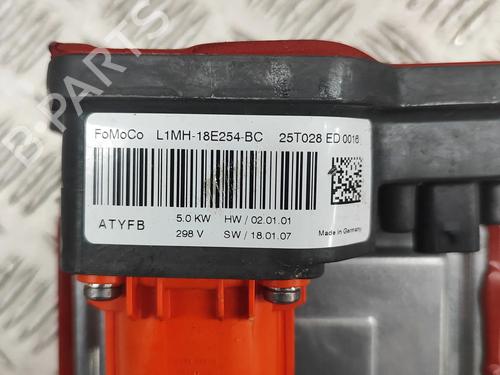 FoMoCo L1MH-18E254-BC 25T028 ED 0016
ATYFB 5.0 KW HW / 02.01.01
298 V SW / 18.01.07 Made in Germany
B-PARTS